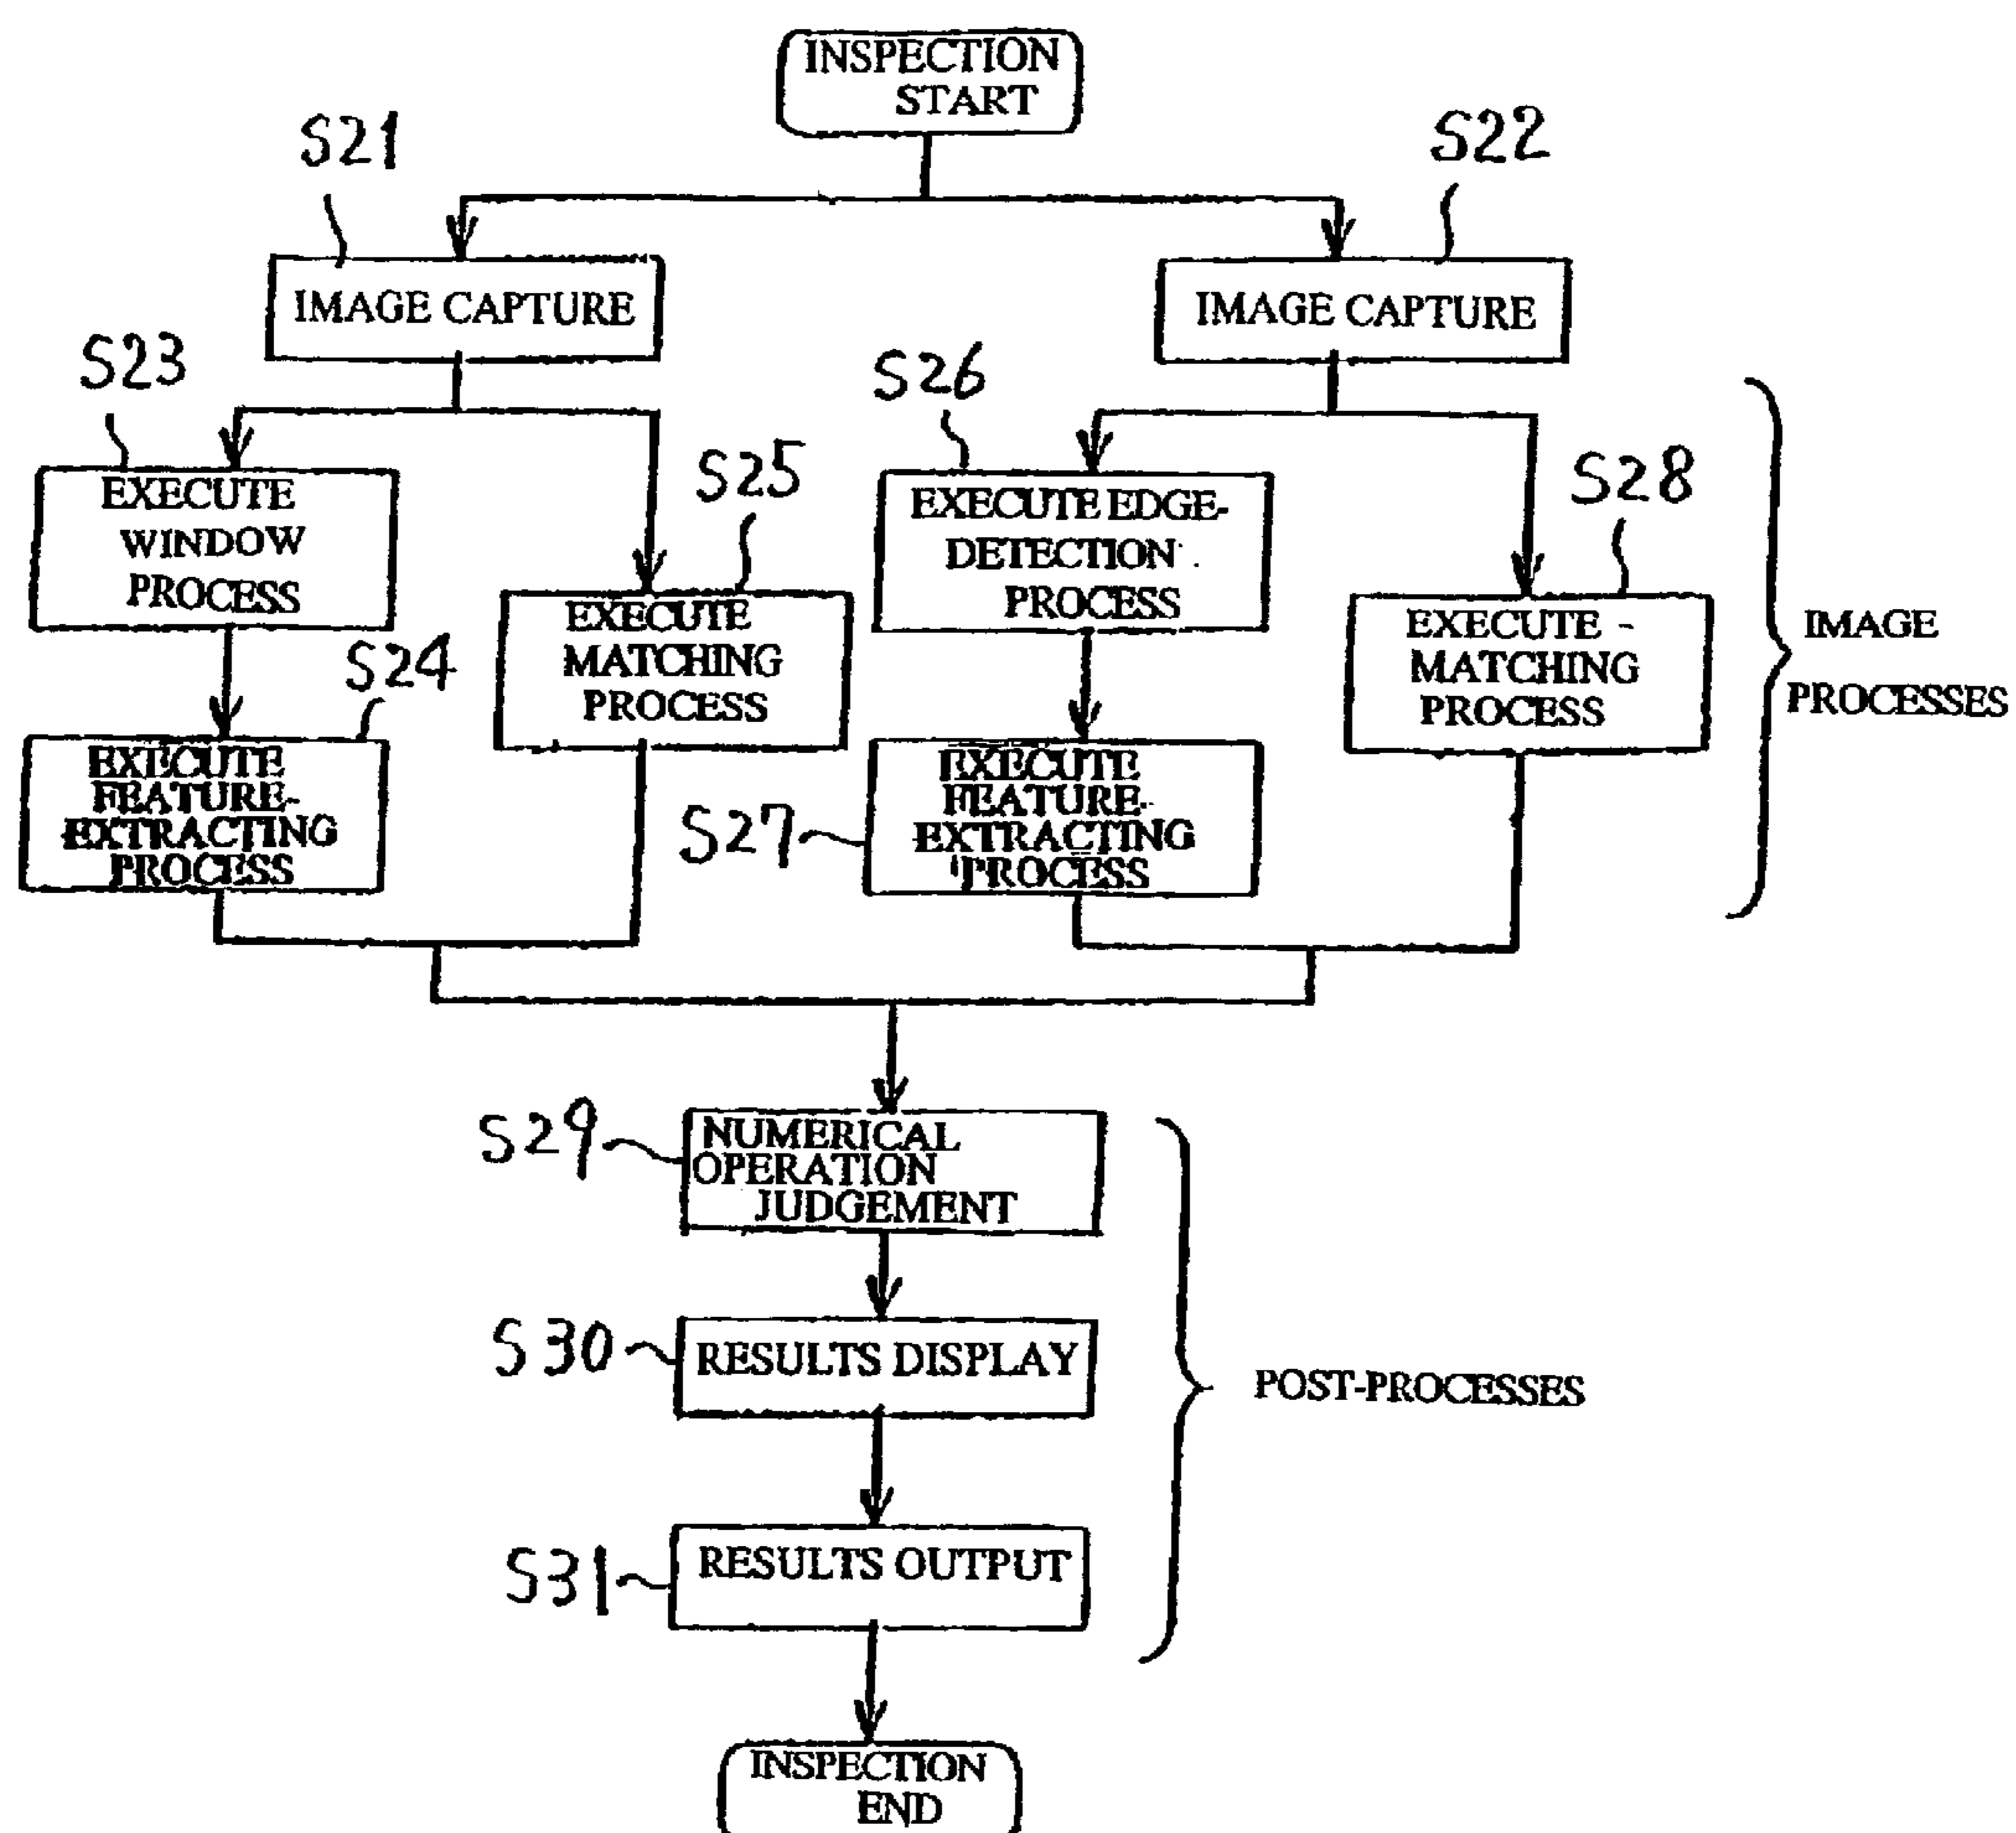 INSPECTION
START
S21
S22
IMAGE CAPTURE
IMAGE CAPTURE
S23
EXECUTE
WINDOW
PROCESS
S24
EXECUTE
FEATURE-
EXTRACTING
PROCESS
S25
EXECUTE
MATCHING
PROCESS
S26
EXECUTE EDGE-
DETECTION
PROCESS
S27
EXECUTE
FEATURE-
EXTRACTING
PROCESS
S28
EXECUTE
MATCHING
PROCESS
IMAGE
PROCESSES
S29
NUMERICAL
OPERATION
JUDGEMENT
S30
RESULTS DISPLAY
S31
RESULTS OUTPUT
POST-PROCESSES
INSPECTION
END